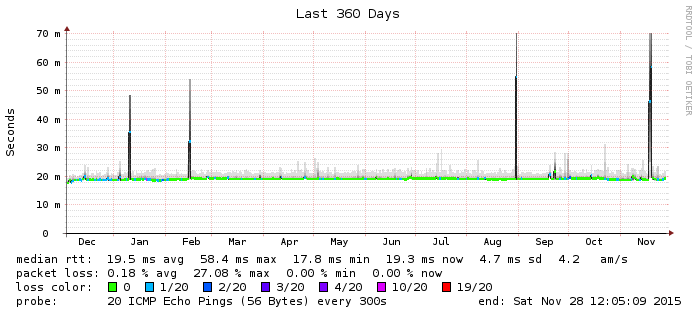 Last 360 Days
RRDTOOL / TOBI OETIKER
Seconds
70 m
60 m
50 m
40 m
30 m
20 m
10 m
0
Dec Jan Feb Mar Apr May Jun Jul Aug Sep Oct Nov
median rtt: 19.5 ms avg 58.4 ms max 17.8 ms min 19.3 ms now 4.7 ms sd 4.2 am/s
packet loss: 0.18 % avg 27.08 % max 0.00 % min 0.00 % now
loss color: 0 1/20 2/20 3/20 4/20 10/20 19/20
probe: 20 ICMP Echo Pings (56 Bytes) every 300s end: Sat Nov 28 12:05:09 2015